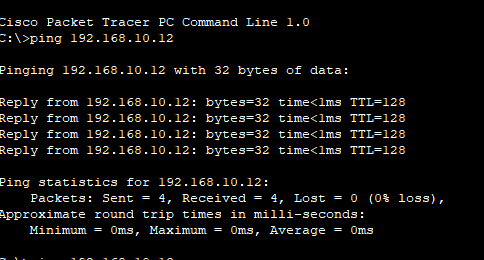 Cisco Packet Tracer PC Command Line 1.0
C:\>ping 192.168.10.12
Pinging 192.168.10.12 with 32 bytes of data:
Reply from 192.168.10.12: bytes=32 time<1ms TTL=128
Reply from 192.168.10.12: bytes=32 time<1ms TTL=128
Reply from 192.168.10.12: bytes=32 time<1ms TTL=128
Reply from 192.168.10.12: bytes=32 time<1ms TTL=128
Ping statistics for 192.168.10.12:
Packets: Sent = 4, Received = 4, Lost = 0 (0% loss),
Approximate round trip times in milli-seconds:
Minimum = 0ms, Maximum = 0ms, Average = 0ms